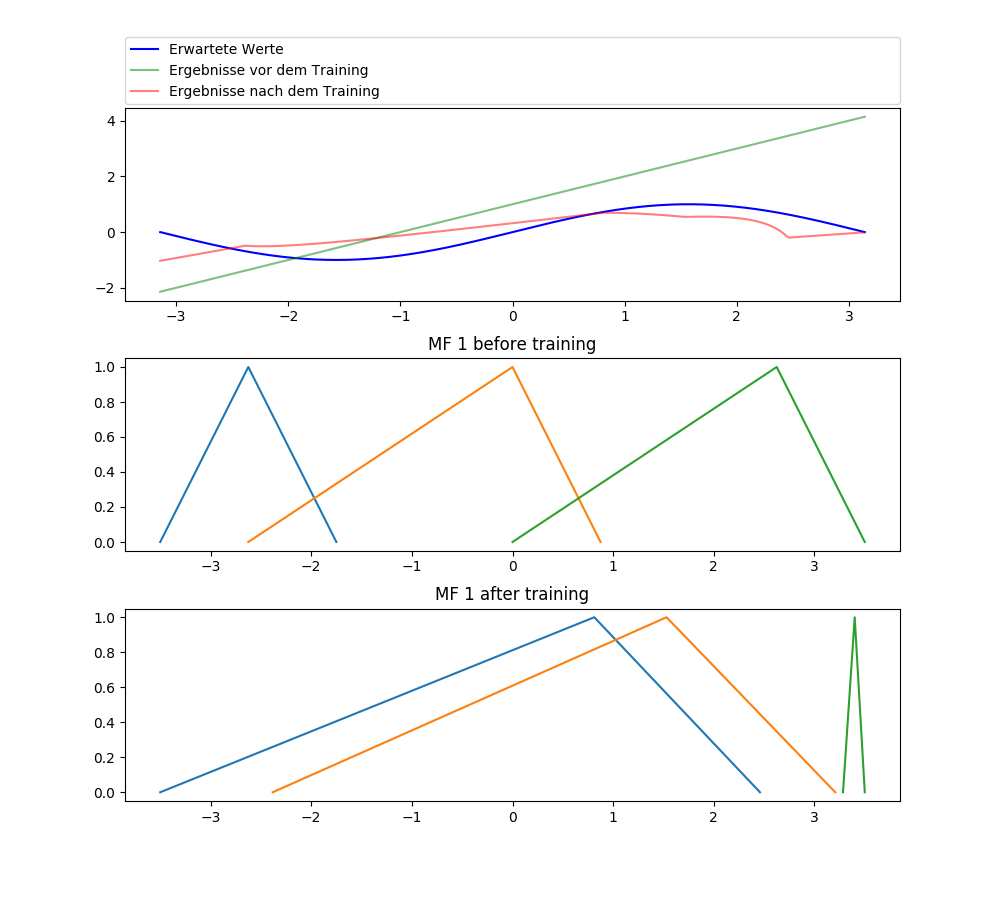 Erwartete Werte
Ergebnisse vor dem Training
Ergebnisse nach dem Training
4
2
0
−2
−3 −2 −1 0 1 2 3
MF 1 before training
1.0
0.8
0.6
0.4
0.2
0.0
−3 −2 −1 0 1 2 3
MF 1 after training
1.0
0.8
0.6
0.4
0.2
0.0
−3 −2 −1 0 1 2 3